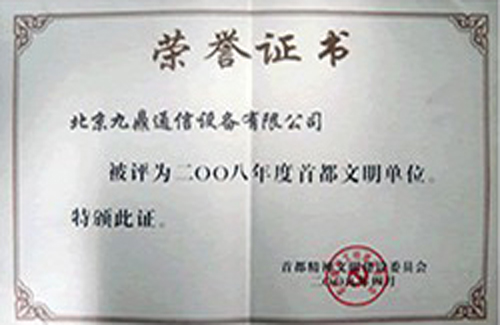 荣誉证书
北京九鼎通信设备有限公司
被评为二〇〇八年度首都文明单位。
特颁此证。
首都精神文明建设委员会
二〇〇九年四月